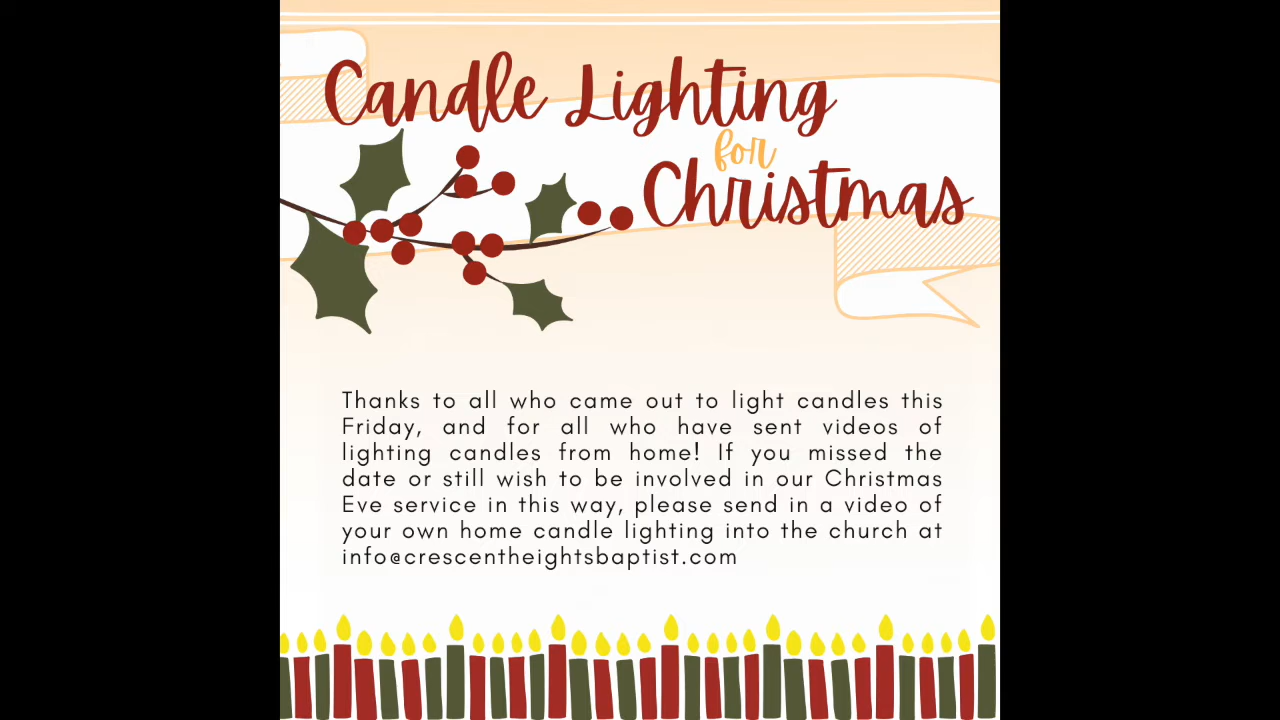 Candle Lighting
for
Christmas
Thanks to all who came out to light candles this
Friday, and for all who have sent videos of
lighting candles from home! If you missed the
date or still wish to be involved in our Christmas
Eve service in this way, please send in a video of
your own home candle lighting into the church at
info@crescentheightsbaptist.com